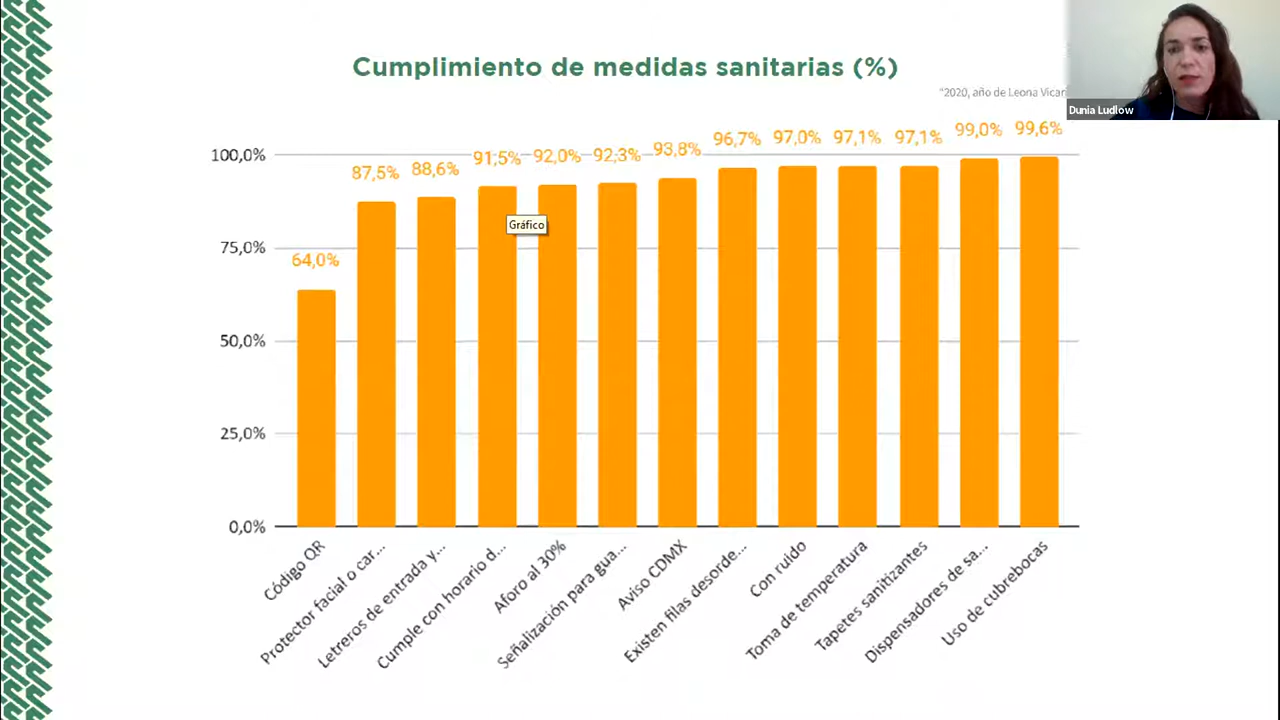 Cumplimiento de medidas sanitarias (%)
"2020, año de Leona Vicar
Dunia Ludlow
100,0%
75,0%
50,0%
25,0%
0,0%
64,0%
87,5%
88,6%
91,5%
92,0%
92,3%
93,8%
96,7%
97,0%
97,1%
97,1%
99,0%
99,6%
Gráfico
Código QR
Protector facial o car...
Letreros de entrada y...
Cumple con horario d...
Aforo al 30%
Señalización para gua...
Aviso CDMX
Existen filas desorde...
Con ruido
Toma de temperatura
Tapetes sanitizantes
Dispensadores de sa...
Uso de cubrebocas